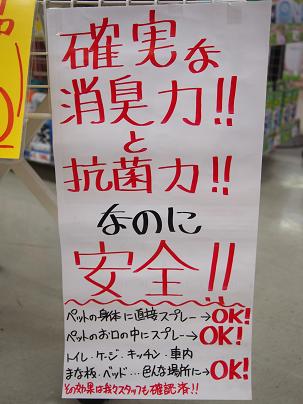 確実な
消臭力!!
と
抗菌力!!
なのに
安全!!
ペットの身体に直接スプレー→OK!
ペットのお口の中にスプレー→OK!
トイレ・ケージ・キッチン・車内
まな板・ベッド…色んな場所に→OK!
その効果は我々スタッフも確認済!!